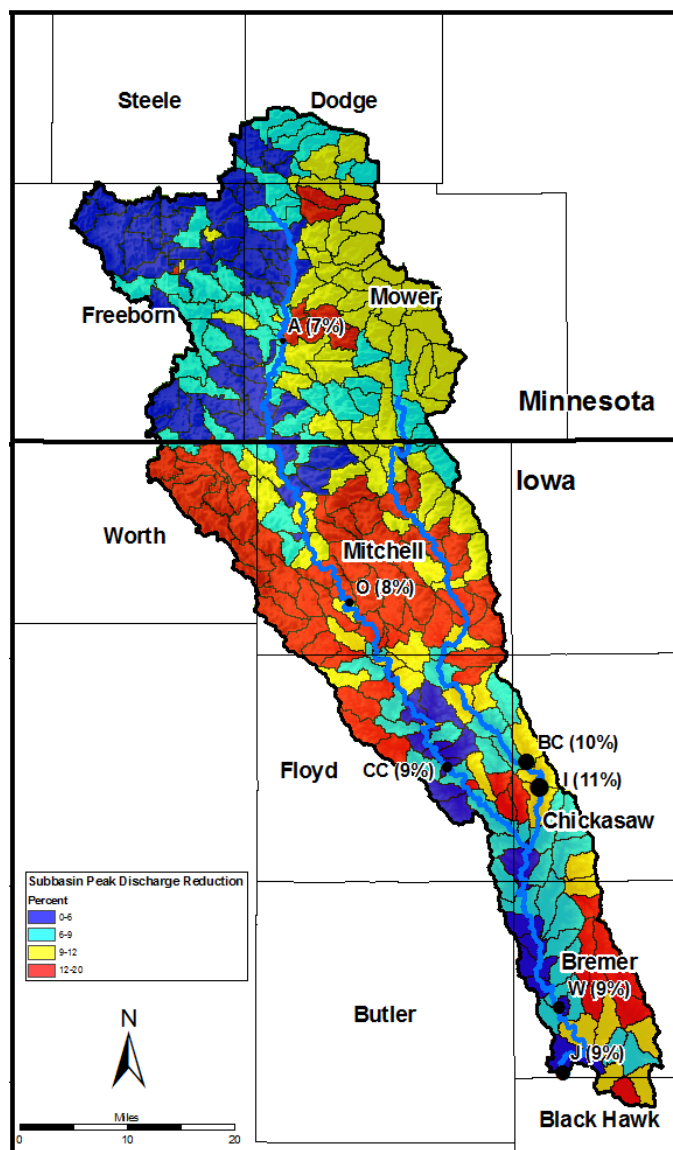 Steele
Dodge
Mower
Freeborn
A (7%)
Minnesota
Iowa
Worth
Mitchell
O (8%)
BC (10%)
CC (9%)
I (11%)
Floyd
Chickasaw
Subbasin Peak Discharge Reduction
Percent
0-6
6-9
9-12
12-20
Bremer
W (9%)
Butler
N
J (9%)
Miles
0 10 20
Black Hawk